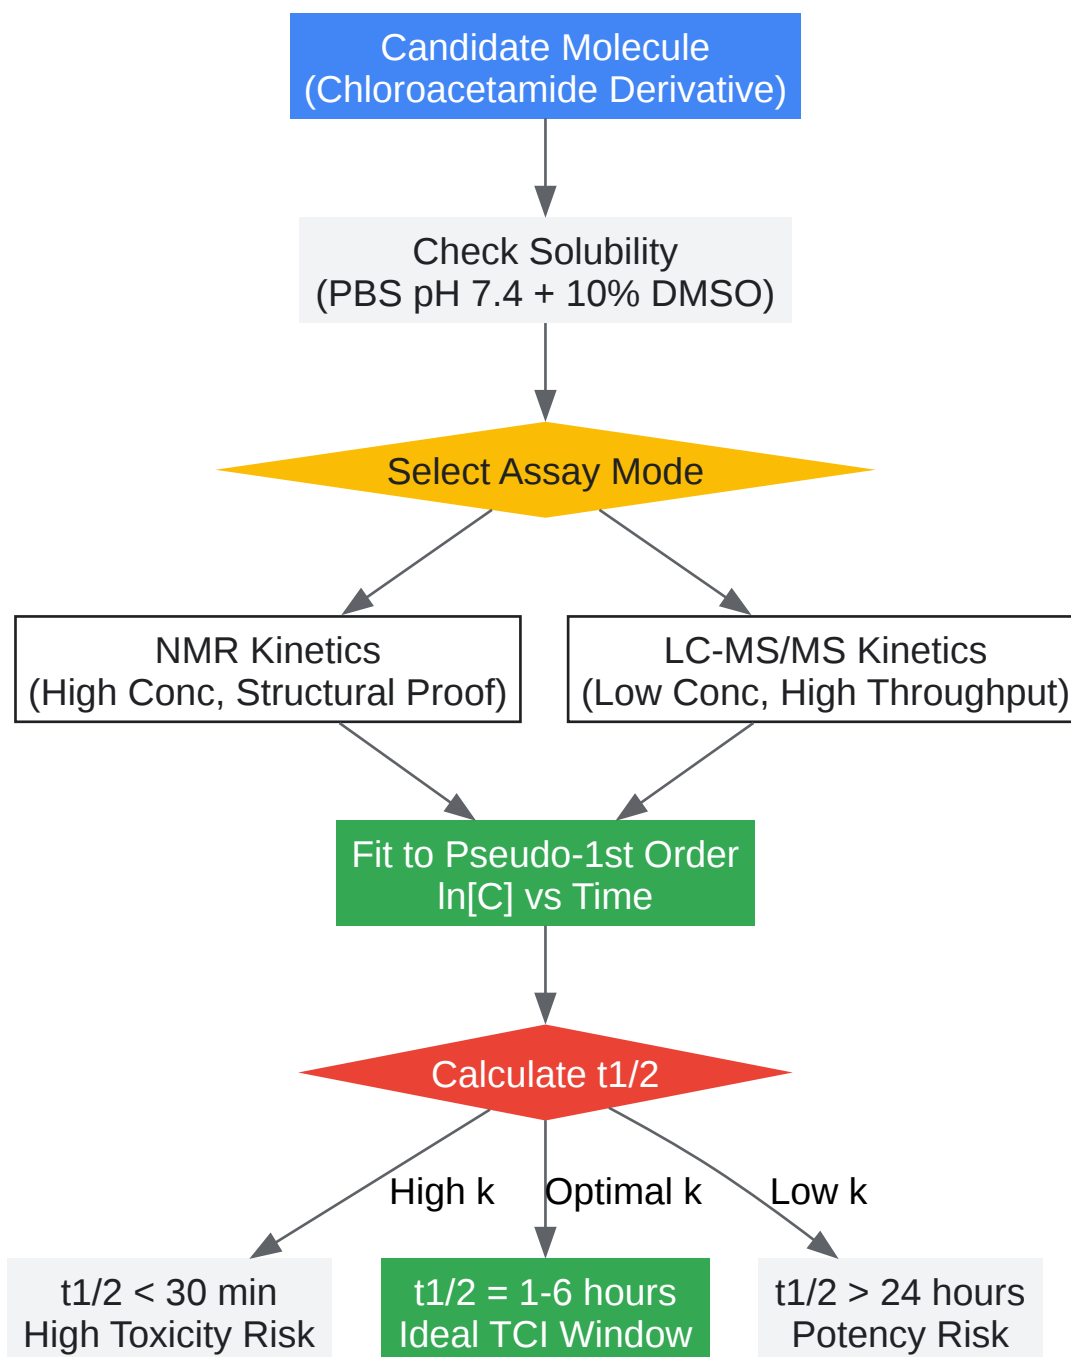 Candidate Molecule
(Chloroacetamide Derivative)
Check Solubility
(PBS pH 7.4 + 10% DMSO)
Select Assay Mode
NMR Kinetics
(High Conc, Structural Proof)
LC-MS/MS Kinetics
(Low Conc, High Throughput)
Fit to Pseudo-1st Order
ln[C] vs Time
Calculate t1/2
High k
Optimal k
Low k
t1/2 < 30 min
High Toxicity Risk
t1/2 = 1-6 hours
Ideal TCI Window
t1/2 > 24 hours
Potency Risk